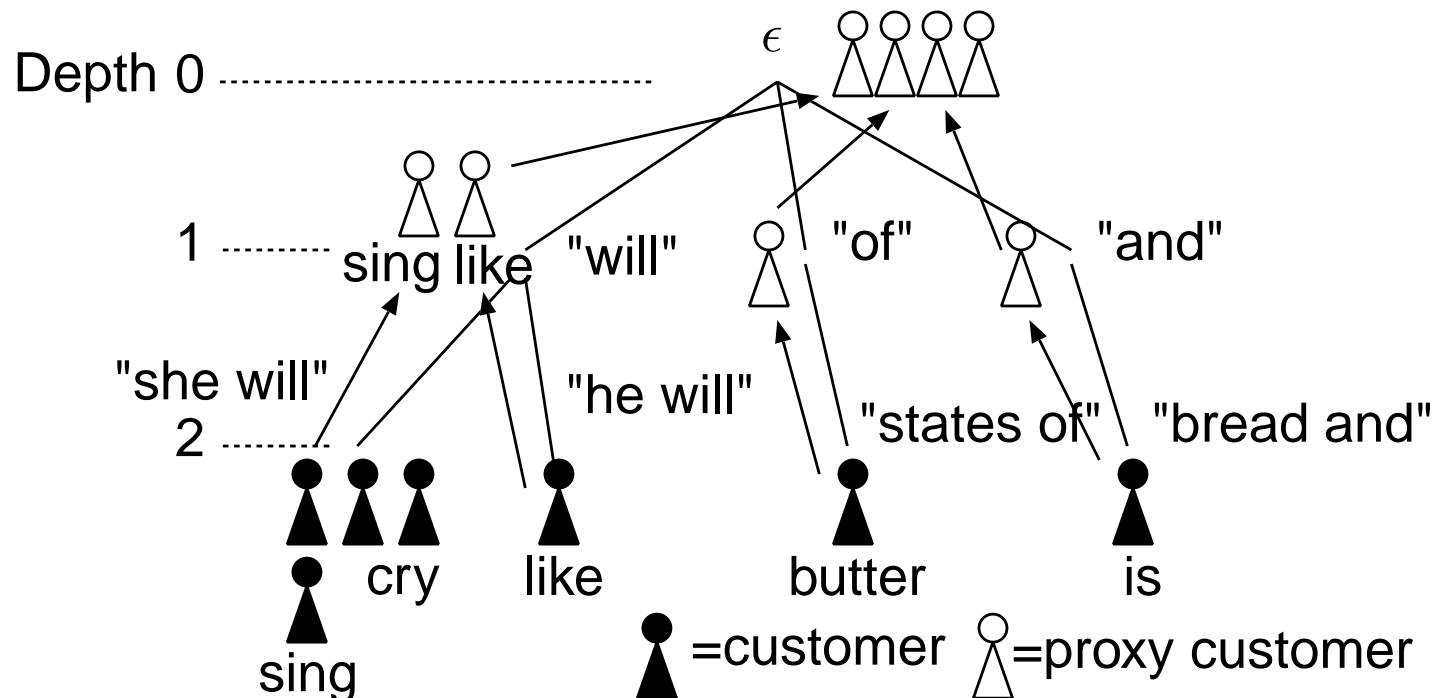 ϵ
Depth 0
1
sing like "will" "of" "and"
"she will" "he will"
2
"states of" "bread and"
cry like butter is
sing
=customer =proxy customer